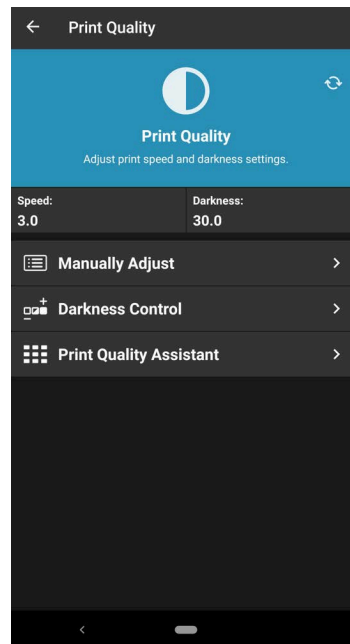 Print Quality
Print Quality
Adjust print speed and darkness settings.
Speed:
3.0
Darkness:
30.0
Manually Adjust
Darkness Control
Print Quality Assistant